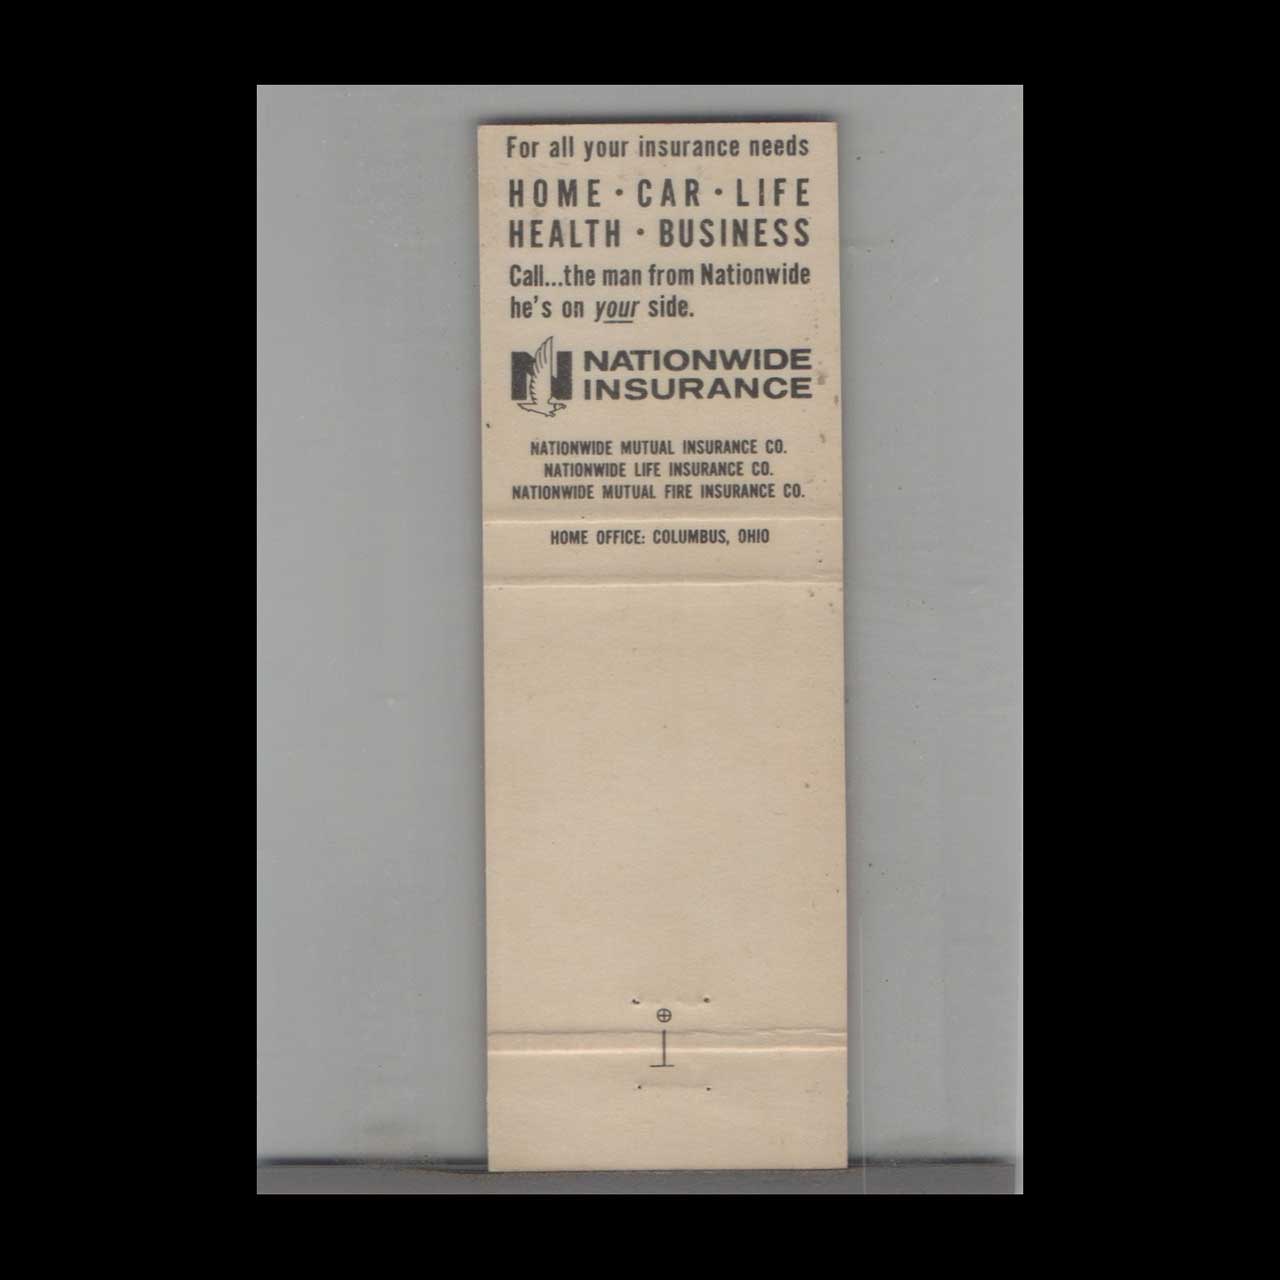 For all your insurance needs
HOME · CAR · LIFE
HEALTH · BUSINESS
Call...the man from Nationwide
he's on your side.
N NATIONWIDE
INSURANCE
NATIONWIDE MUTUAL INSURANCE CO.
NATIONWIDE LIFE INSURANCE CO.
NATIONWIDE MUTUAL FIRE INSURANCE CO.
HOME OFFICE: COLUMBUS, OHIO